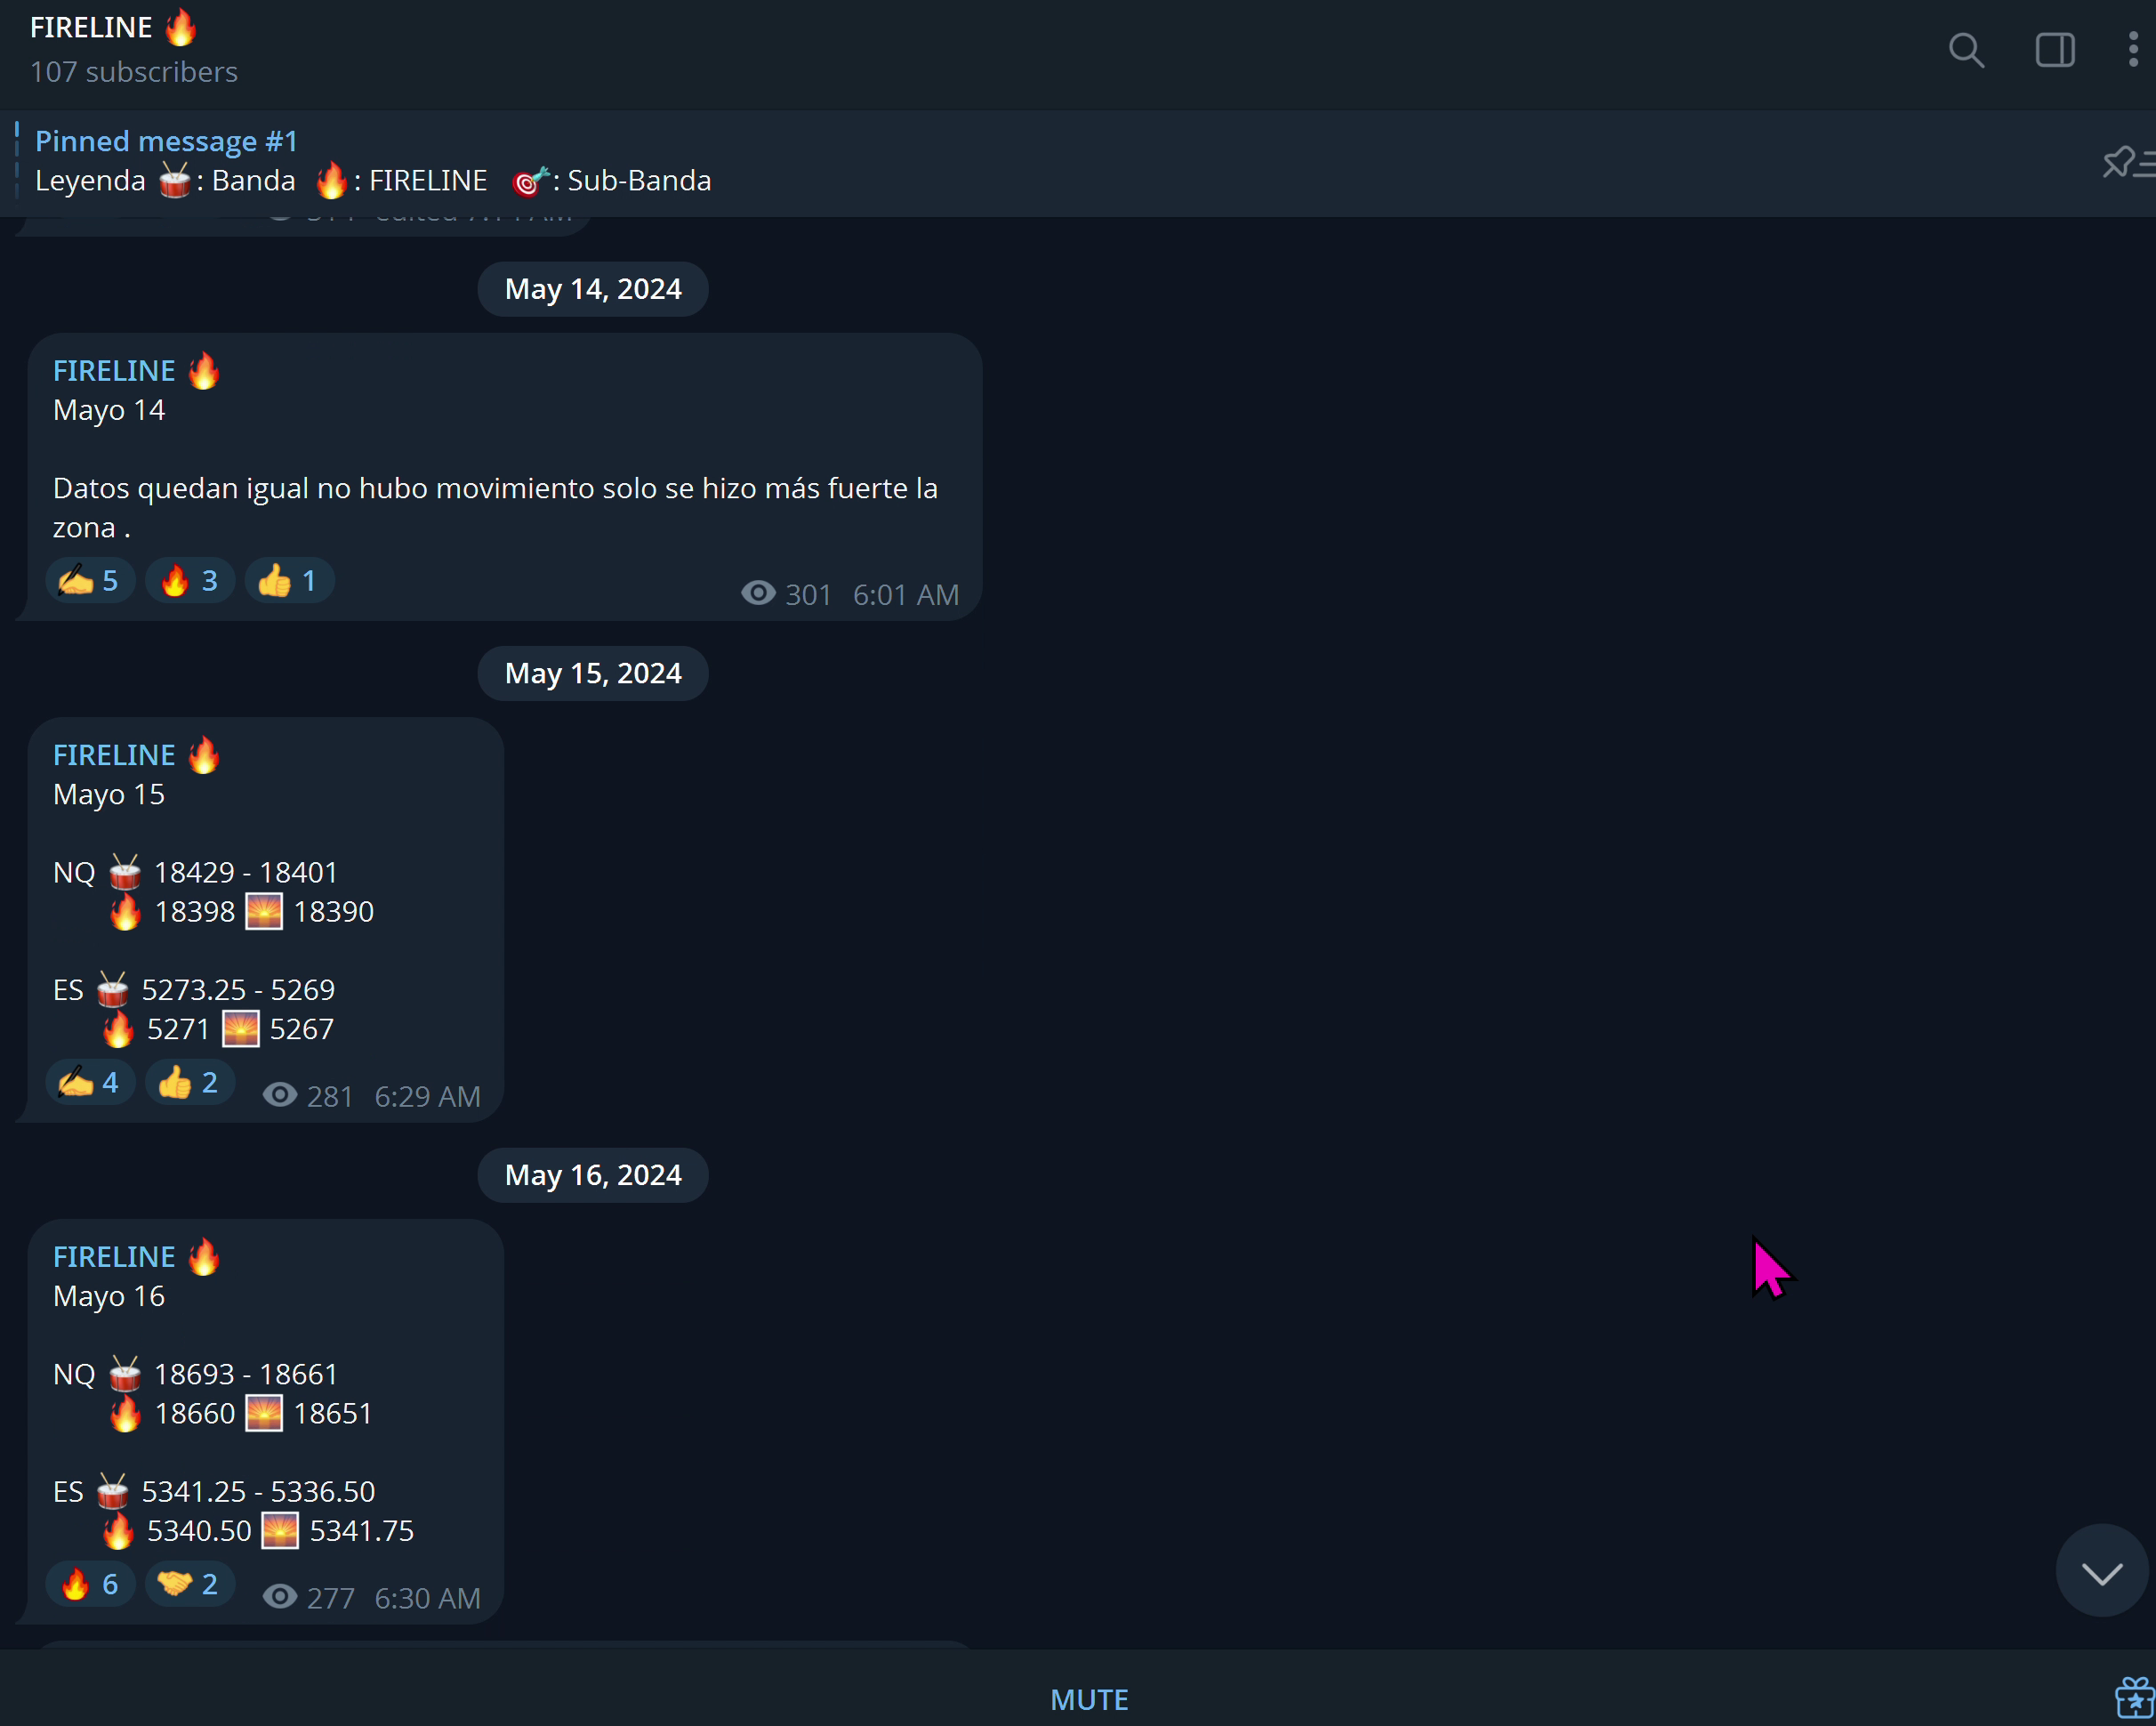 FIRELINE 🔥
107 subscribers
Pinned message #1
Leyenda 🥁: Banda 🔥: FIRELINE 🎯: Sub-Banda
May 14, 2024
FIRELINE 🔥
Mayo 14
Datos quedan igual no hubo movimiento solo se hizo más fuerte la
zona .
✍️ 5 🔥 3 👍 1 301 6:01 AM
May 15, 2024
FIRELINE 🔥
Mayo 15
NQ 🥁 18429 - 18401
🔥 18398 🌅 18390
ES 🥁 5273.25 - 5269
🔥 5271 🌅 5267
✍️ 4 👍 2 281 6:29 AM
May 16, 2024
FIRELINE 🔥
Mayo 16
NQ 🥁 18693 - 18661
🔥 18660 🌅 18651
ES 🥁 5341.25 - 5336.50
🔥 5340.50 🌅 5341.75
🔥 6 🤝 2 277 6:30 AM
MUTE